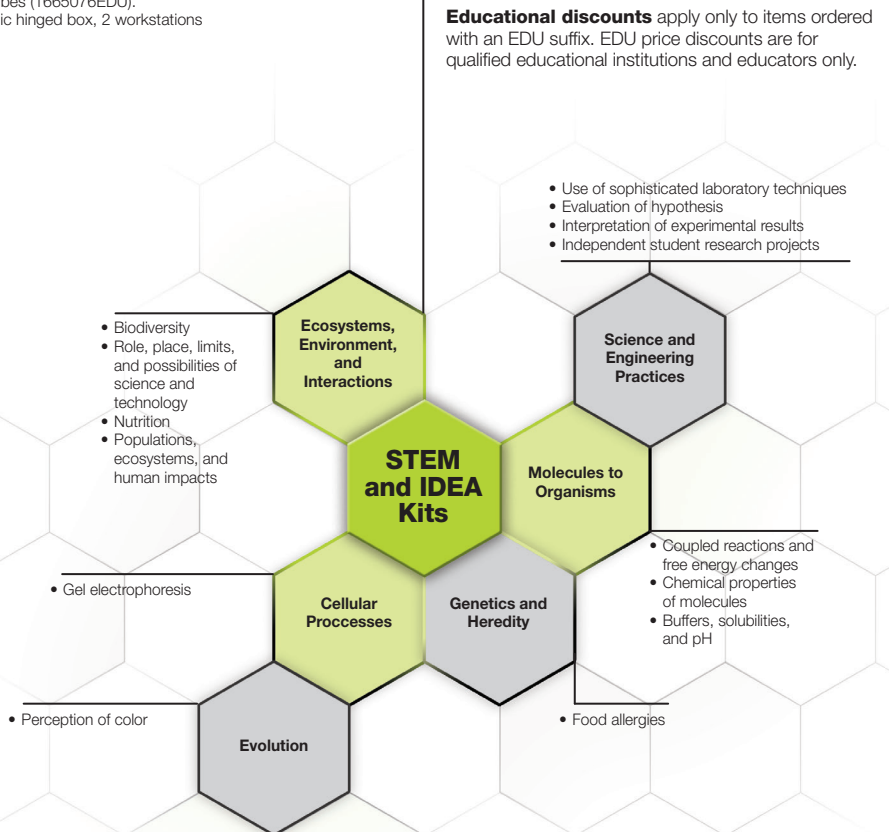 bes (1665076EDU).
ic hinged box, 2 workstations
Educational discounts apply only to items ordered
with an EDU suffix. EDU price discounts are for
qualified educational institutions and educators only.
• Use of sophisticated laboratory techniques
• Evaluation of hypothesis
• Interpretation of experimental results
• Independent student research projects
Ecosystems,
Environment,
and
Interactions
Science and
Engineering
Practices
• Biodiversity
• Role, place, limits,
and possibilities of
science and
technology
• Nutrition
• Populations,
ecosystems, and
human impacts
STEM
and IDEA
Kits
Molecules to
Organisms
• Coupled reactions and
free energy changes
• Chemical properties
of molecules
• Buffers, solubilities,
and pH
• Gel electrophoresis
Cellular
Proccesses
Genetics and
Heredity
• Perception of color
• Food allergies
Evolution